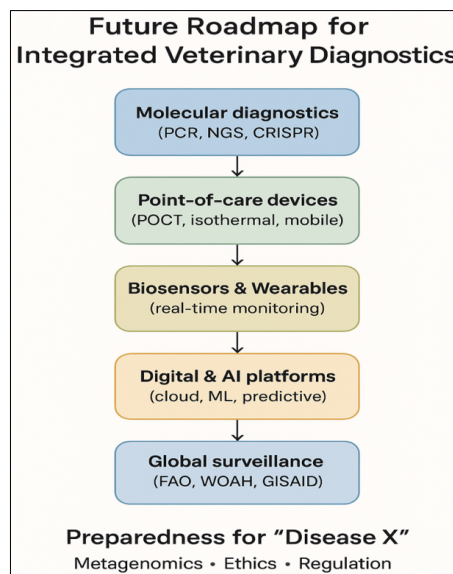 Future Roadmap for
Integrated Veterinary Diagnostics
Molecular diagnostics
(PCR, NGS, CRISPR)
Point-of-care devices
(POCT, isothermal, mobile)
Biosensors & Wearables
(real-time monitoring)
Digital & AI platforms
(cloud, ML, predictive)
Global surveillance
(FAO, WOAH, GISAID)
Preparedness for “Disease X”
Metagenomics • Ethics • Regulation